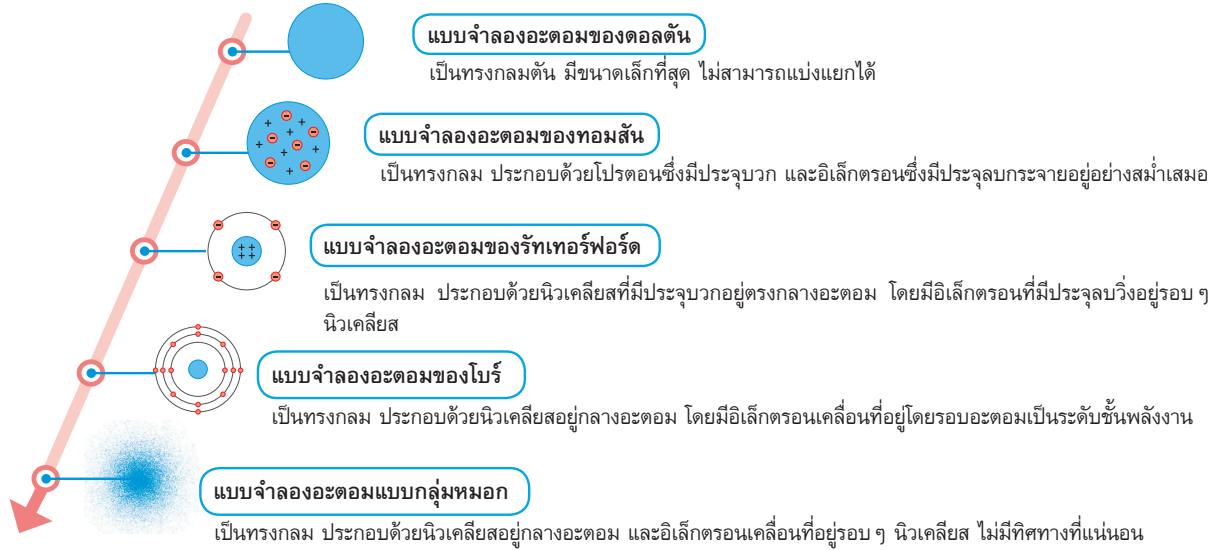 แบบจำลองอะตอมของดอลตัน
เป็นทรงกลมตัน มีขนาดเล็กที่สุด ไม่สามารถแบ่งแยกได้
แบบจำลองอะตอมของทอมสัน
เป็นทรงกลม ประกอบด้วยโปรตอนซึ่งมีประจุบวก และอิเล็กตรอนซึ่งมีประจุลบกระจายอยู่อย่างสม่ำเสมอ
แบบจำลองอะตอมของรัทเทอร์ฟอร์ด
เป็นทรงกลม ประกอบด้วยนิวเคลียสที่มีประจุบวกอยู่ตรงกลางอะตอม โดยมีอิเล็กตรอนที่มีประจุลบวิ่งอยู่รอบ ๆ
นิวเคลียส
แบบจำลองอะตอมของโบร์
เป็นทรงกลม ประกอบด้วยนิวเคลียสอยู่กลางอะตอม โดยมีอิเล็กตรอนเคลื่อนที่อยู่โดยรอบอะตอมเป็นระดับชั้นพลังงาน
แบบจำลองอะตอมแบบกลุ่มหมอก
เป็นทรงกลม ประกอบด้วยนิวเคลียสอยู่กลางอะตอม และอิเล็กตรอนเคลื่อนที่อยู่รอบ ๆ นิวเคลียส ไม่มีทิศทางที่แน่นอน